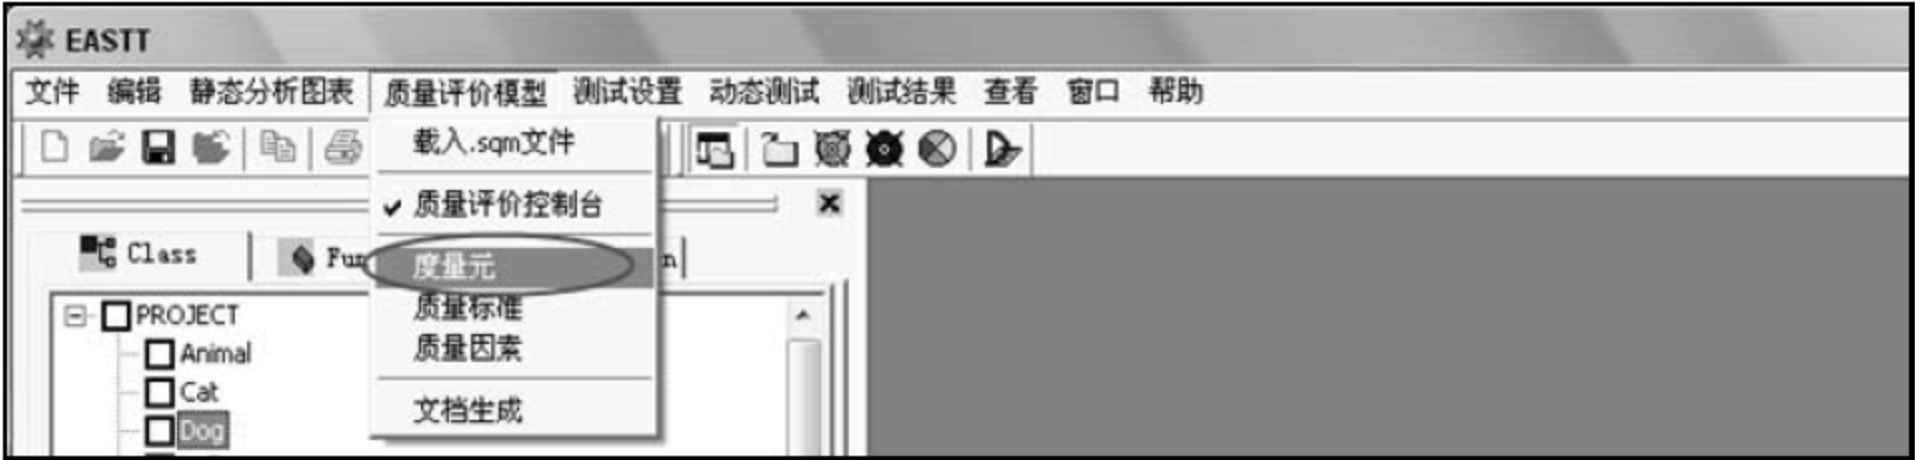 EASTT
文件 编辑 静态分析图表 质量评价模型 测试设置 动态测试 测试结果 查看 窗口 帮助
载入.sqm文件
质量评价控制台
Class
度量元
质量标准
质量因素
文档生成
PROJECT
Animal
Cat
Dog